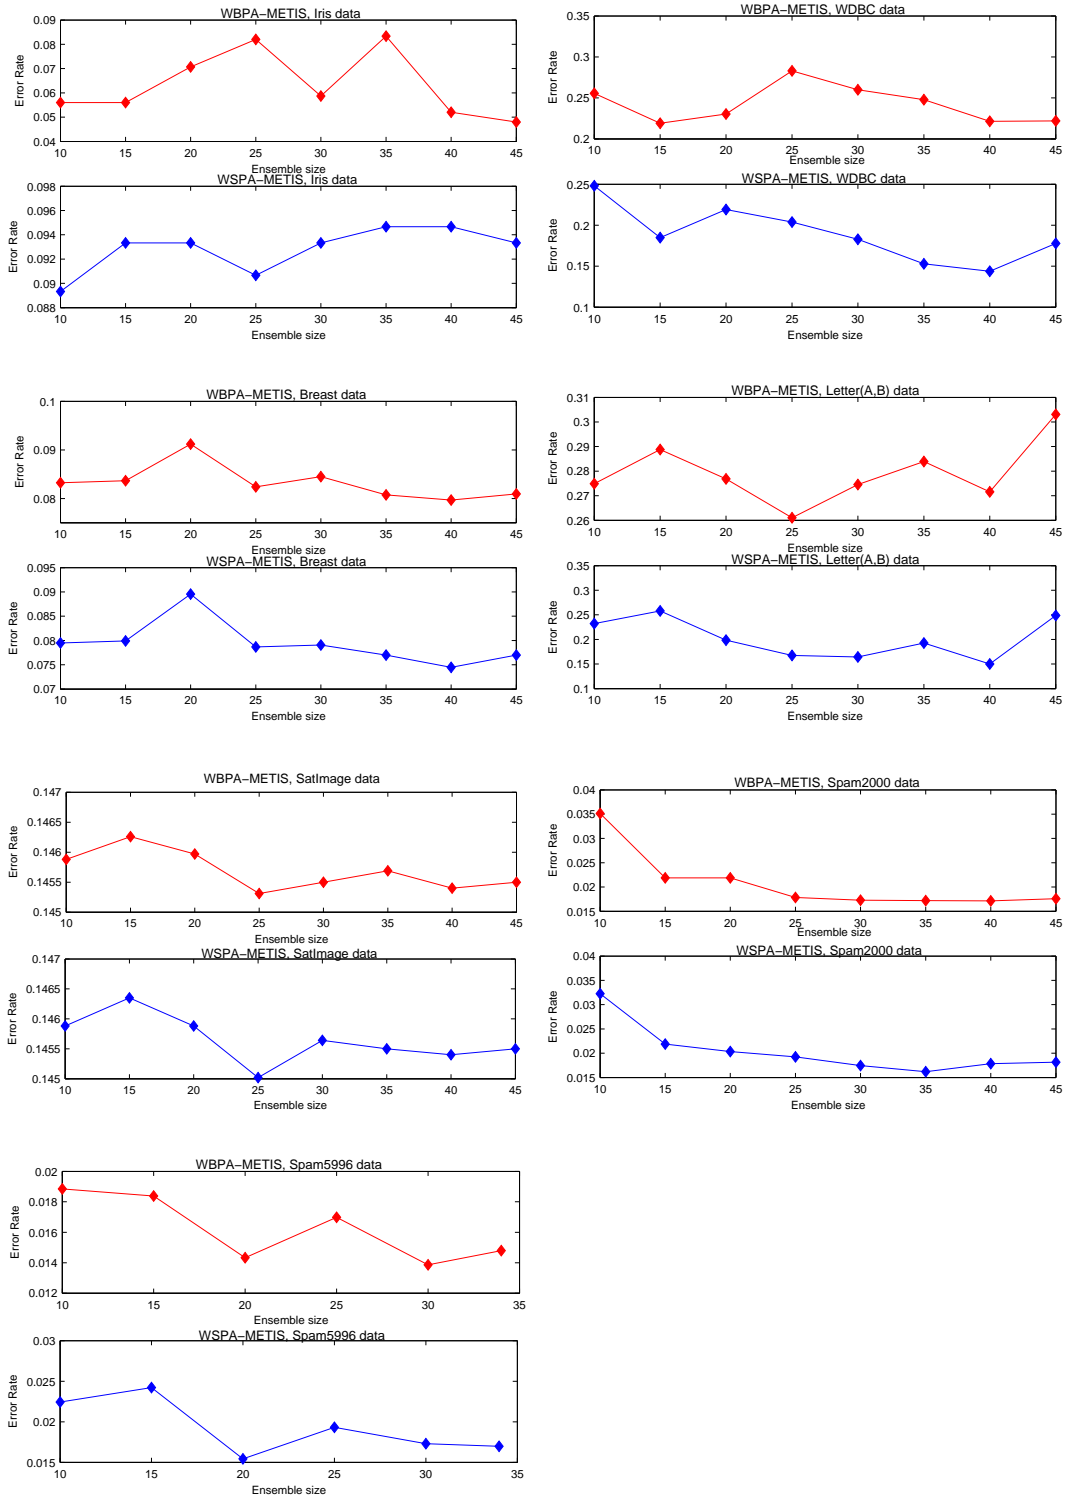 WBPA−METIS, Iris data
0.09
0.08
0.07
0.06
0.05
0.04
Error Rate
10 15 20 25 30 35 40 45
Ensemble size
WSPA−METIS, Iris data
0.098
0.096
0.094
0.092
0.09
0.088
Error Rate
10 15 20 25 30 35 40 45
Ensemble size
WBPA−METIS, WDBC data
0.35
0.3
0.25
0.2
Error Rate
10 15 20 25 30 35 40 45
Ensemble size
WSPA−METIS, WDBC data
0.25
0.2
0.15
0.1
Error Rate
10 15 20 25 30 35 40 45
Ensemble size
WBPA−METIS, Breast data
0.1
0.09
0.08
Error Rate
10 15 20 25 30 35 40 45
Ensemble size
WSPA−METIS, Breast data
0.095
0.09
0.085
0.08
0.075
0.07
Error Rate
10 15 20 25 30 35 40 45
Ensemble size
WBPA−METIS, Letter(A,B) data
0.31
0.3
0.29
0.28
0.27
0.26
Error Rate
10 15 20 25 30 35 40 45
Ensemble size
WSPA−METIS, Letter(A,B) data
0.35
0.3
0.25
0.2
0.15
0.1
Error Rate
10 15 20 25 30 35 40 45
Ensemble size
WBPA−METIS, SatImage data
0.147
0.1465
0.146
0.1455
0.145
Error Rate
10 15 20 25 30 35 40 45
Ensemble size
WSPA−METIS, SatImage data
0.147
0.1465
0.146
0.1455
0.145
Error Rate
10 15 20 25 30 35 40 45
Ensemble size
WBPA−METIS, Spam2000 data
0.04
0.035
0.03
0.025
0.02
0.015
Error Rate
10 15 20 25 30 35 40 45
Ensemble size
WSPA−METIS, Spam2000 data
0.04
0.035
0.03
0.025
0.02
0.015
Error Rate
10 15 20 25 30 35 40 45
Ensemble size
WBPA−METIS, Spam5996 data
0.02
0.018
0.016
0.014
0.012
Error Rate
10 15 20 25 30 35
Ensemble size
WSPA−METIS, Spam5996 data
0.03
0.025
0.02
0.015
Error Rate
10 15 20 25 30 35
Ensemble size